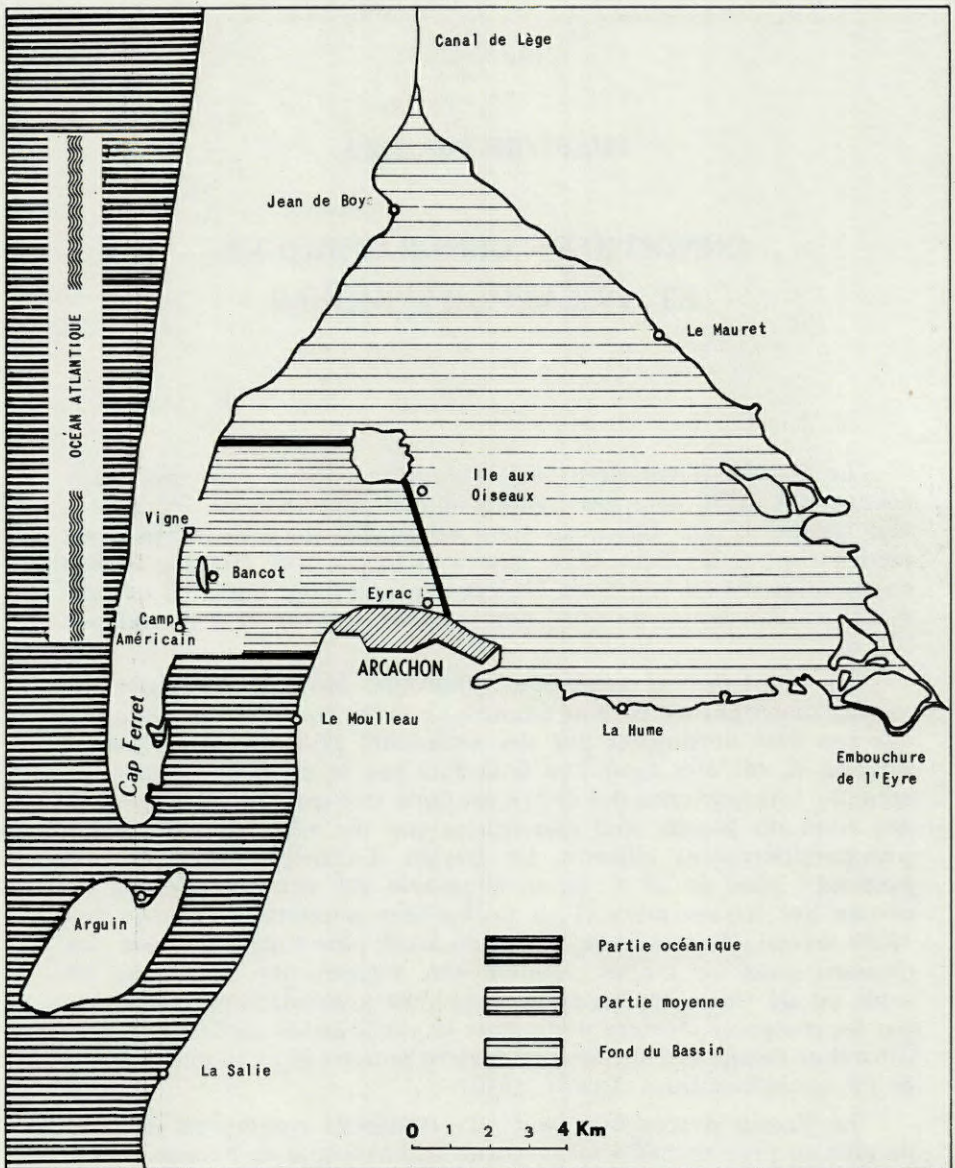 Canal de Lège
Jean de Boyc
Le Mauret
OCÉAN ATLANTIQUE
Ile aux
Oiseaux
Vigne
Bancot
Eyrac
Camp
Américain
ARCACHON
Cap Ferret
Le Moulleau
La Hume
Embouchure
de l'Eyre
Arguin
Partie océanique
Partie moyenne
Fond du Bassin
La Salie
0 1 2 3 4 Km